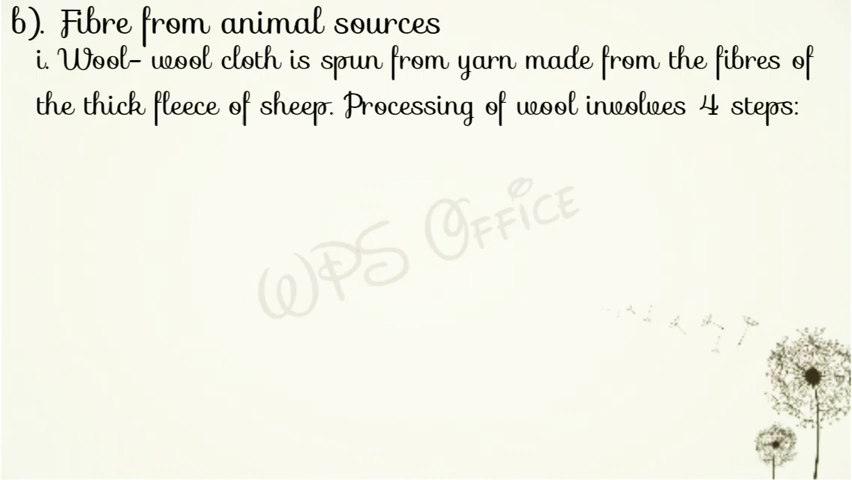 b). Fibre from animal sources
i. Wool- wool cloth is spun from yarn made from the fibres of
the thick fleece of sheep. Processing of wool involves 4 steps:
WPS Office